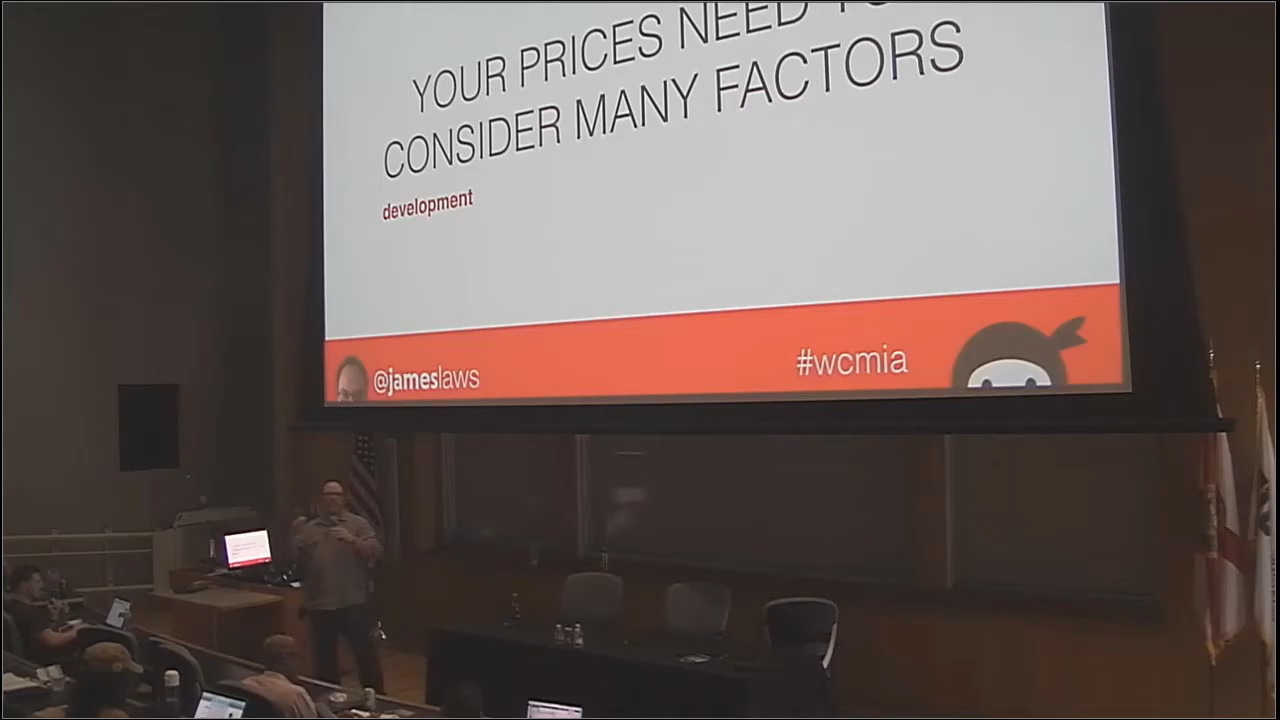 YOUR PRICES NEED
CONSIDER MANY FACTORS
development
@jameslaws
#wcmia